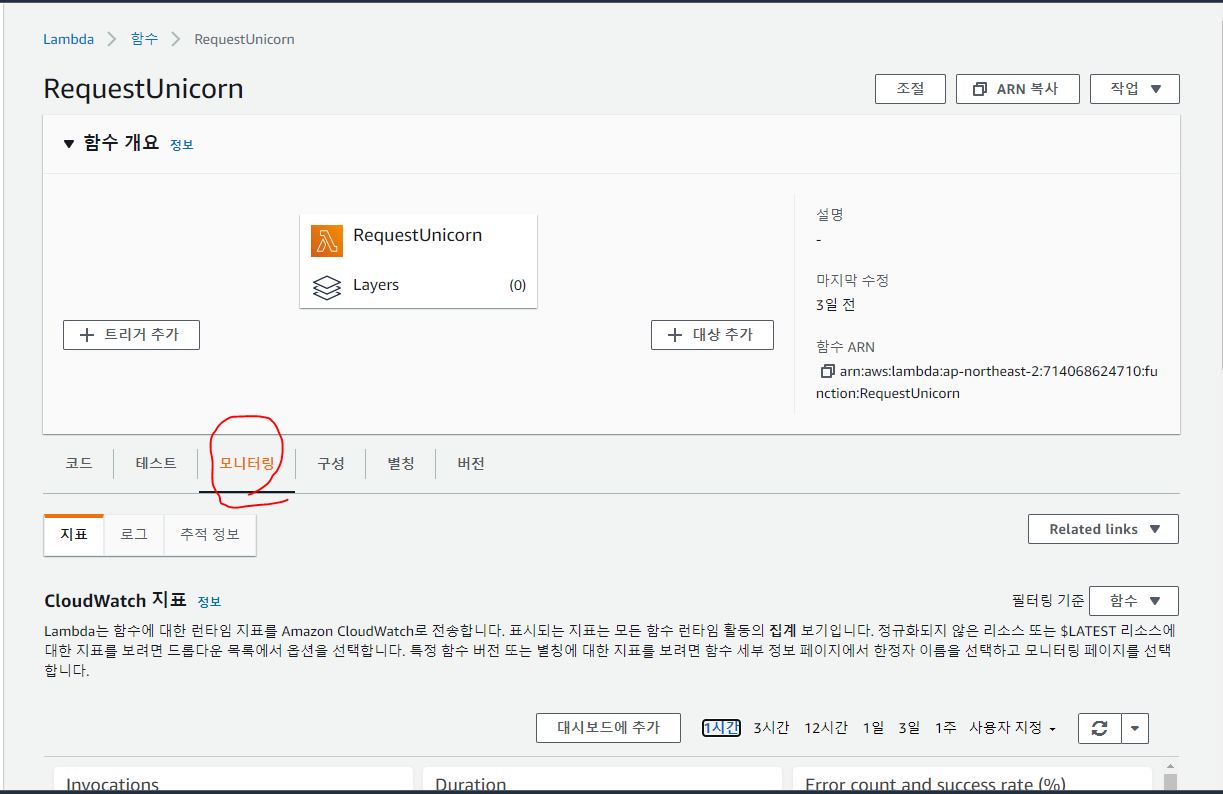 Lambda > 함수 > RequestUnicorn
RequestUnicorn
조절
ARN 복사
작업 ▼
▼ 함수 개요 정보
RequestUnicorn
Layers (0)
+ 트리거 추가
+ 대상 추가
설명
-
마지막 수정
3일 전
함수 ARN
arn:aws:lambda:ap-northeast-2:714068624710:fu
nction:RequestUnicorn
코드 테스트 모니터링 구성 별칭 버전
지표 로그 추적 정보
Related links ▼
CloudWatch 지표 정보
필터링 기준 함수 ▼
Lambda는 함수에 대한 런타임 지표를 Amazon CloudWatch로 전송합니다. 표시되는 지표는 모든 함수 런타임 활동의 집계 보기입니다. 정규화되지 않은 리소스 또는 $LATEST 리소스에
대한 지표를 보려면 드롭다운 목록에서 옵션을 선택합니다. 특정 함수 버전 또는 별칭에 대한 지표를 보려면 함수 세부 정보 페이지에서 한정자 이름을 선택하고 모니터링 페이지를 선택
합니다.
대시보드에 추가 1시간 3시간 12시간 1일 3일 1주 사용자 지정
Invocations
Duration
Error count and success rate (%)